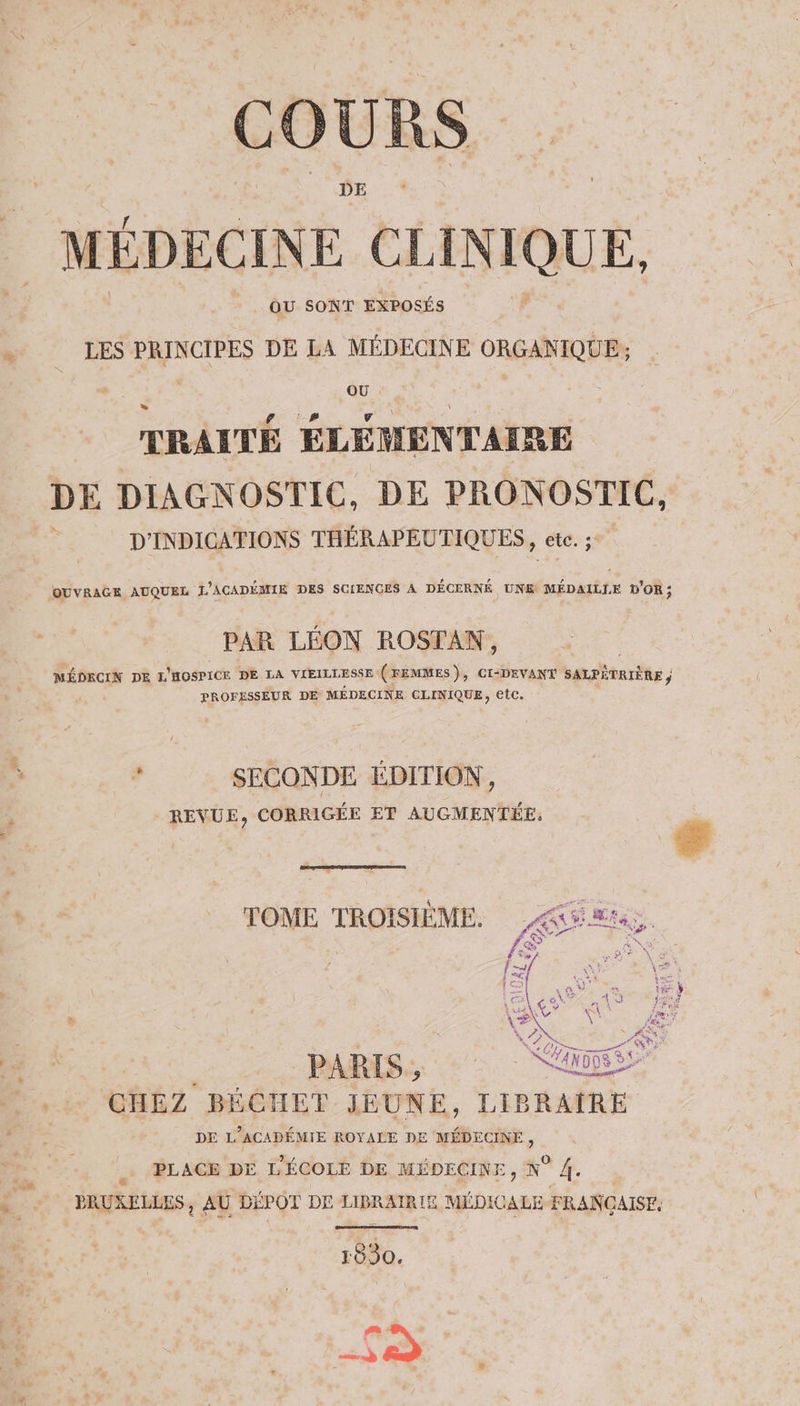 COURS
DE
MÉDECINE CLINIQUE,
OU SONT EXPOSÉS
LES PRINCIPES DE LA MÉDECINE ORGANIQUE;
OU
TRAITÉ ÉLÉMENTAIRE
DE DIAGNOSTIC, DE PRONOSTIC,
D'INDICATIONS THÉRAPEUTIQUES, etc.;
OUVRAGE AUQUEL L'ACADÉMIE DES SCIENCES A DÉCERNÉ UNE MÉDAILLE D'OR;
PAR LÉON ROSTAN,
MÉDECIN DE L'HOSPICE DE LA VIEILLESSE (FEMMES), CI-DEVANT SALPÊTRIÈRE;
PROFESSEUR DE MÉDECINE CLINIQUE, etc.
SECONDE ÉDITION,
REVUE, CORRIGÉE ET AUGMENTÉE.
TOME TROISIÈME.
PARIS,
CHANDOS ST
CHEZ BÉCHET JEUNE, LIBRAIRE
DE L'ACADÉMIE ROYALE DE MÉDECINE,
PLACE DE L'ÉCOLE DE MÉDECINE, N° 4.
BRUXELLES, AU DÉPOT DE LIBRAIRIE MÉDICALE FRANÇAISE.
1830.